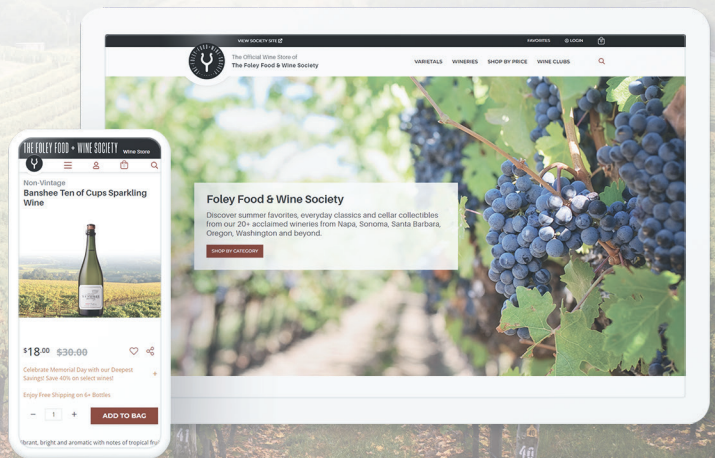 VIEW SOCIETY SITE
FAVORITES
LOGIN
The Official Wine Store of
The Foley Food & Wine Society
VARIETALS
WINERIES
SHOP BY PRICE
WINE CLUBS
Foley Food & Wine Society
Discover summer favorites, everyday classics and cellar collectibles
from our 20+ acclaimed wineries from Napa, Sonoma, Santa Barbara,
Oregon, Washington and beyond.
SHOP BY CATEGORY
THE FOLEY FOOD + WINE SOCIETY Wine Store
Non-Vintage
Banshee Ten of Cups Sparkling
Wine
$18.00 $30.00
Celebrate Memorial Day with our Deepest
Savings! Save 40% on select wines!
+
Enjoy Free Shipping on 6+ Bottles
− 1 + ADD TO BAG
brant, bright and aromatic with notes of tropical fru